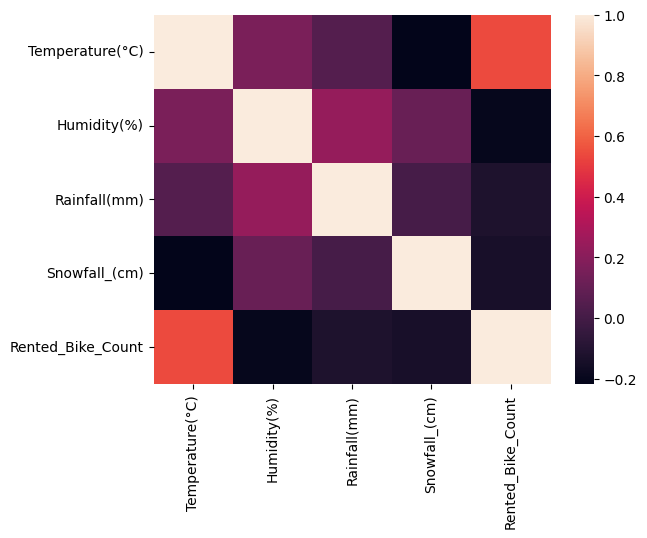 Temperature(°C)
Humidity(%)
Rainfall(mm)
Snowfall_(cm)
Rented_Bike_Count
Temperature(°C)
Humidity(%)
Rainfall(mm)
Snowfall_(cm)
Rented_Bike_Count
1.0
0.8
0.6
0.4
0.2
0.0
−0.2